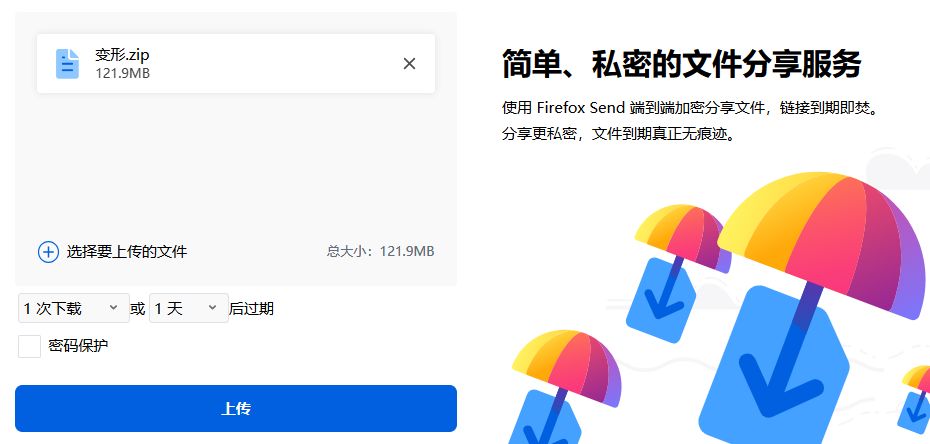 变形.zip
121.9MB
选择要上传的文件
总大小：121.9MB
1 次下载 或 1 天 后过期
密码保护
上传
简单、私密的文件分享服务
使用 Firefox Send 端到端加密分享文件，链接到期即焚。
分享更私密，文件到期真正无痕迹。